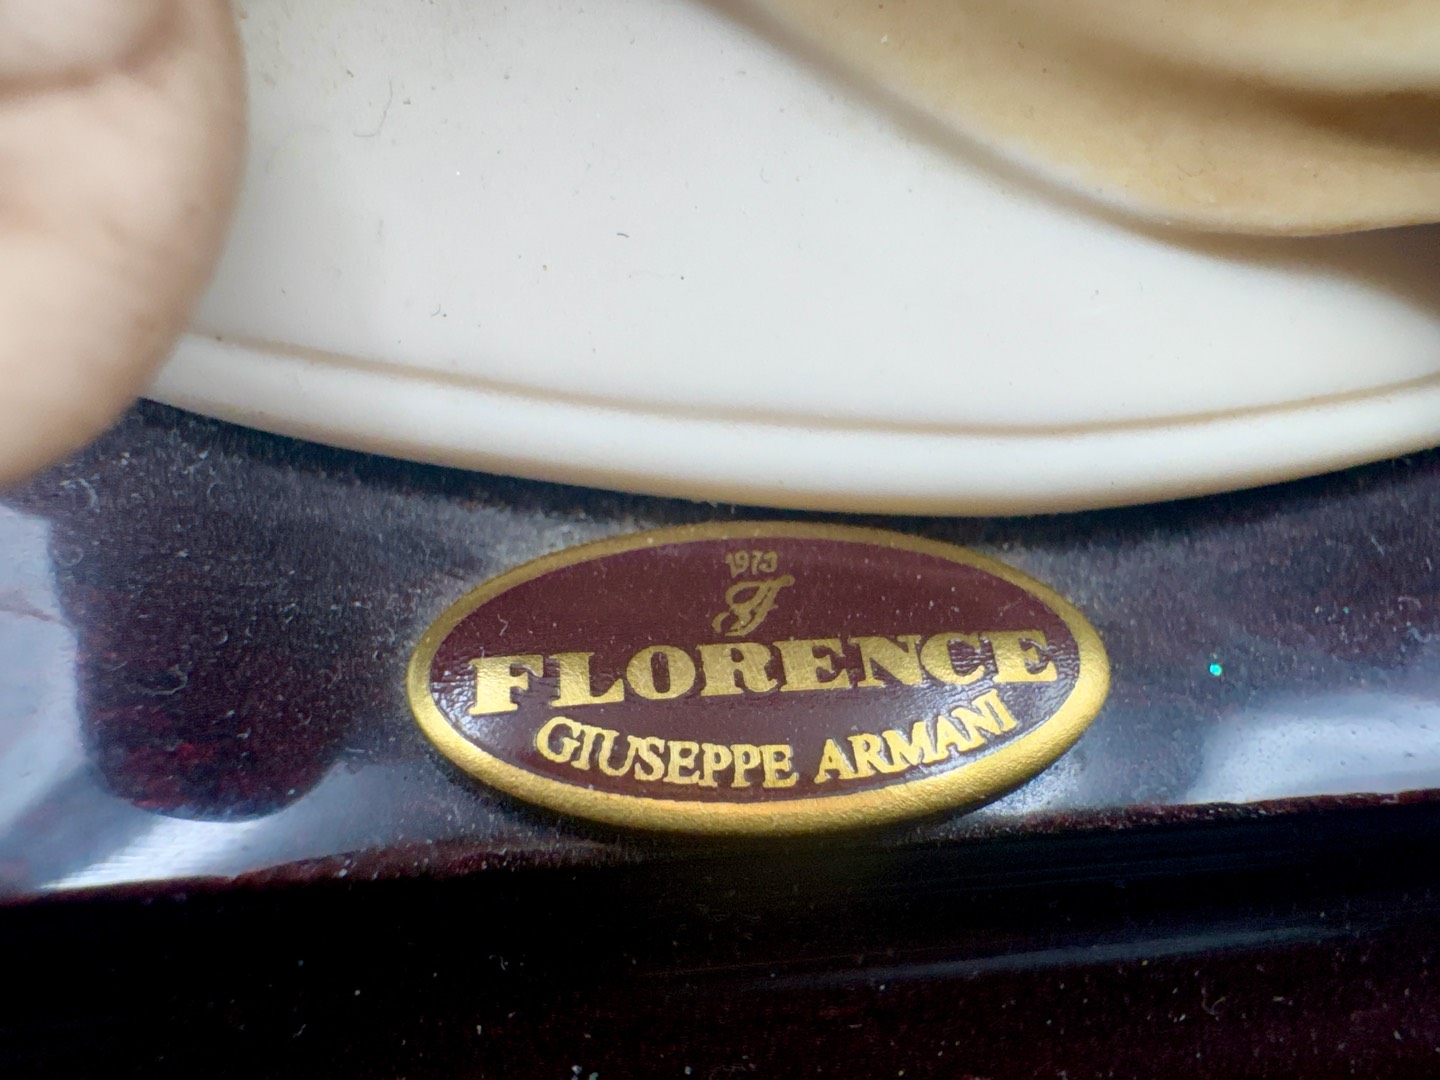 1973
FLORENCE
GIUSEPPE ARMANI